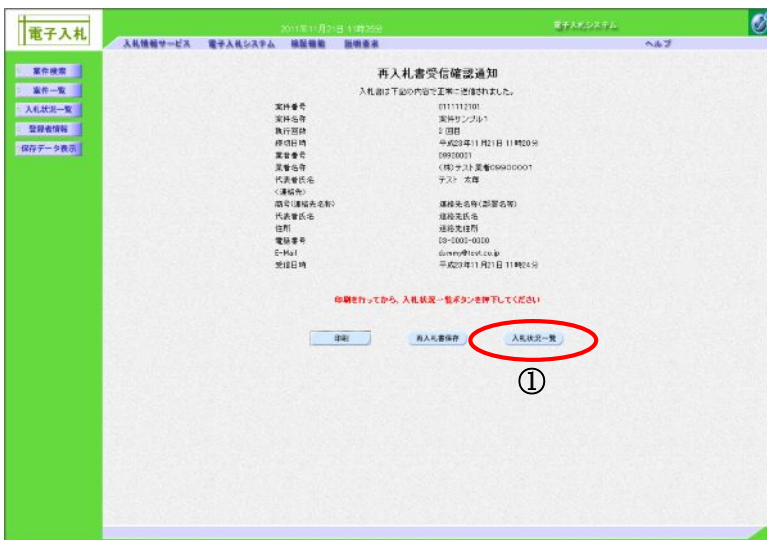 電子入札
2011年11月21日 11時25分
電子入札システム
入札情報サービス 電子入札システム 検証機能 説明要求 ヘルプ
案件検索
案件一覧
入札状況一覧
登録者情報
保存データ表示
再入札書受信確認通知
入札書は下記の内容で正常に送信されました。
案件番号 0111112101
案件名称 案件サンプル1
執行回数 2 回目
締切日時 平成23年11月21日 11時20分
業者番号 09900001
業者名称 (株)テスト業者09900001
代表者氏名 テスト 太郎
<連絡先>
商号(連絡先名称) 連絡先名称(部署名等)
代表者氏名 連絡先氏名
住所 連絡先住所
電話番号 03-0000-0000
E-Mail dummy@test.co.jp
受信日時 平成23年11月21日 11時24分
印刷を行ってから、入札状況一覧ボタンを押下してください
印刷 再入札書保存 入札状況一覧
①